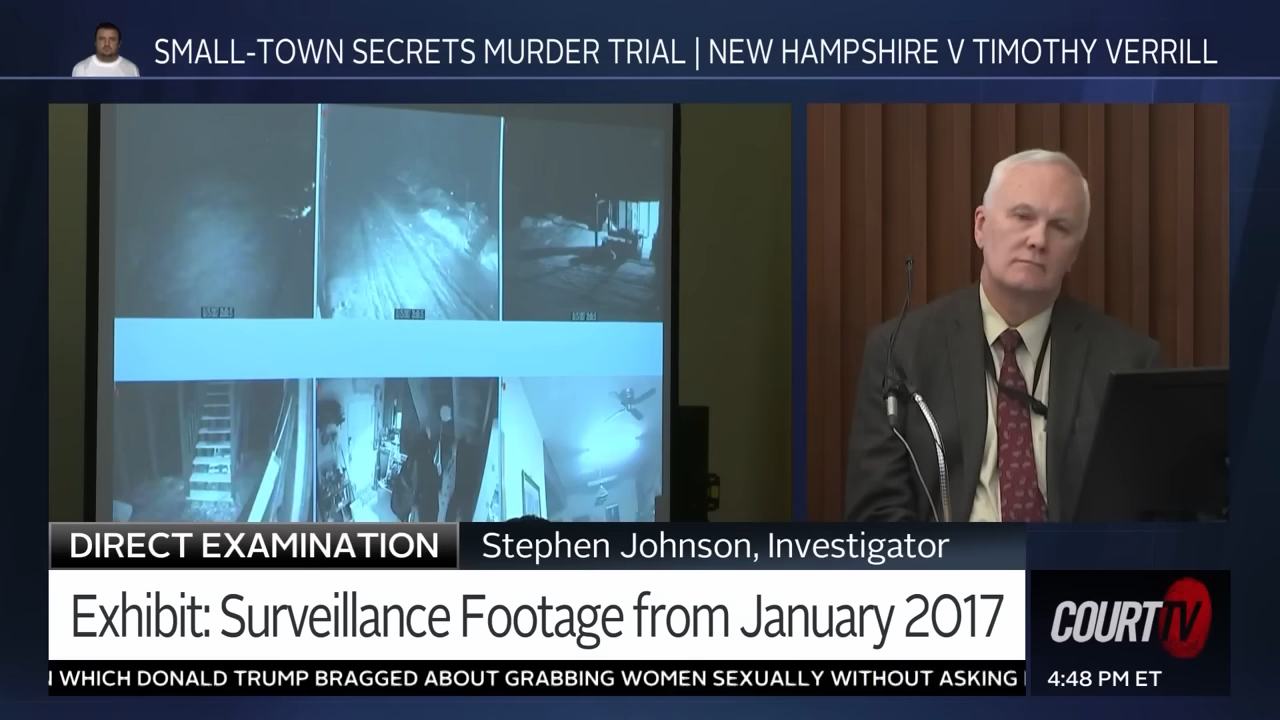 SMALL-TOWN SECRETS MURDER TRIAL | NEW HAMPSHIRE V TIMOTHY VERRILL
DIRECT EXAMINATION
Stephen Johnson, Investigator
Exhibit: Surveillance Footage from January 2017
COURT TV
WHICH DONALD TRUMP BRAGGED ABOUT GRABBING WOMEN SEXUALLY WITHOUT ASKING
4:48 PM ET